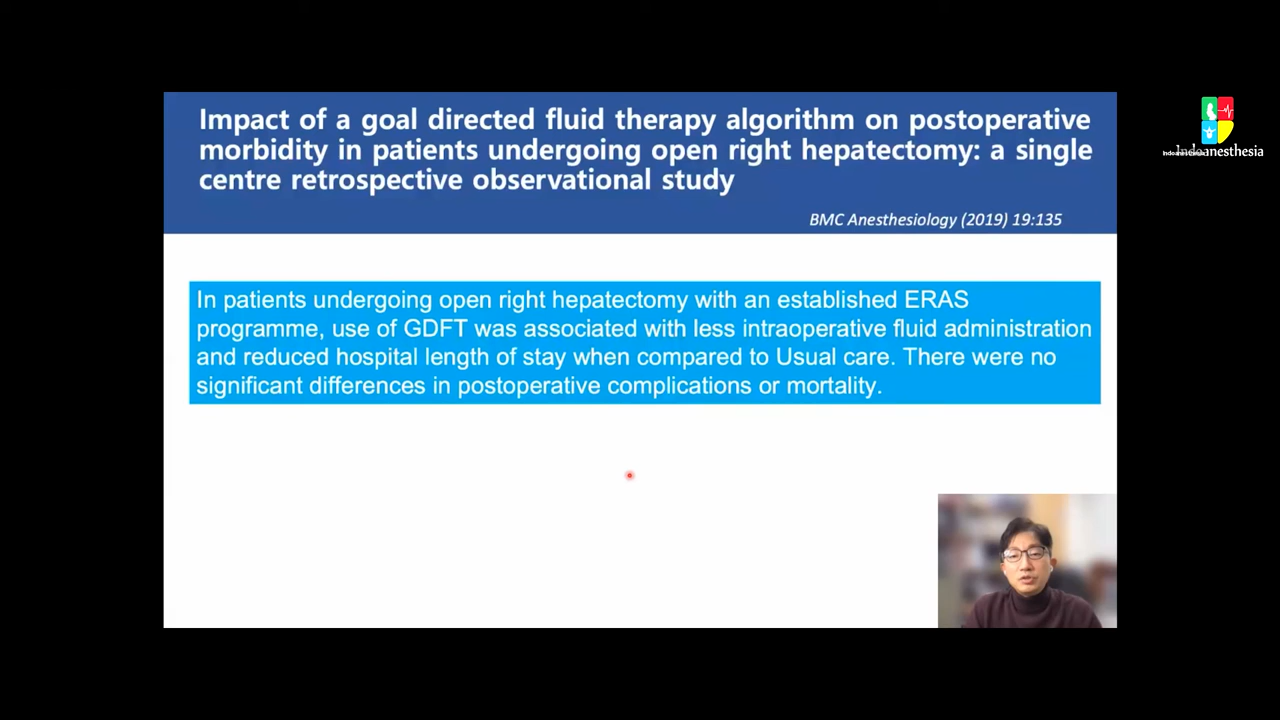 Impact of a goal directed fluid therapy algorithm on postoperative
morbidity in patients undergoing open right hepatectomy: a single
centre retrospective observational study
BMC Anesthesiology (2019) 19:135
In patients undergoing open right hepatectomy with an established ERAS
programme, use of GDFT was associated with less intraoperative fluid administration
and reduced hospital length of stay when compared to Usual care. There were no
significant differences in postoperative complications or mortality.
Indoanesthesia